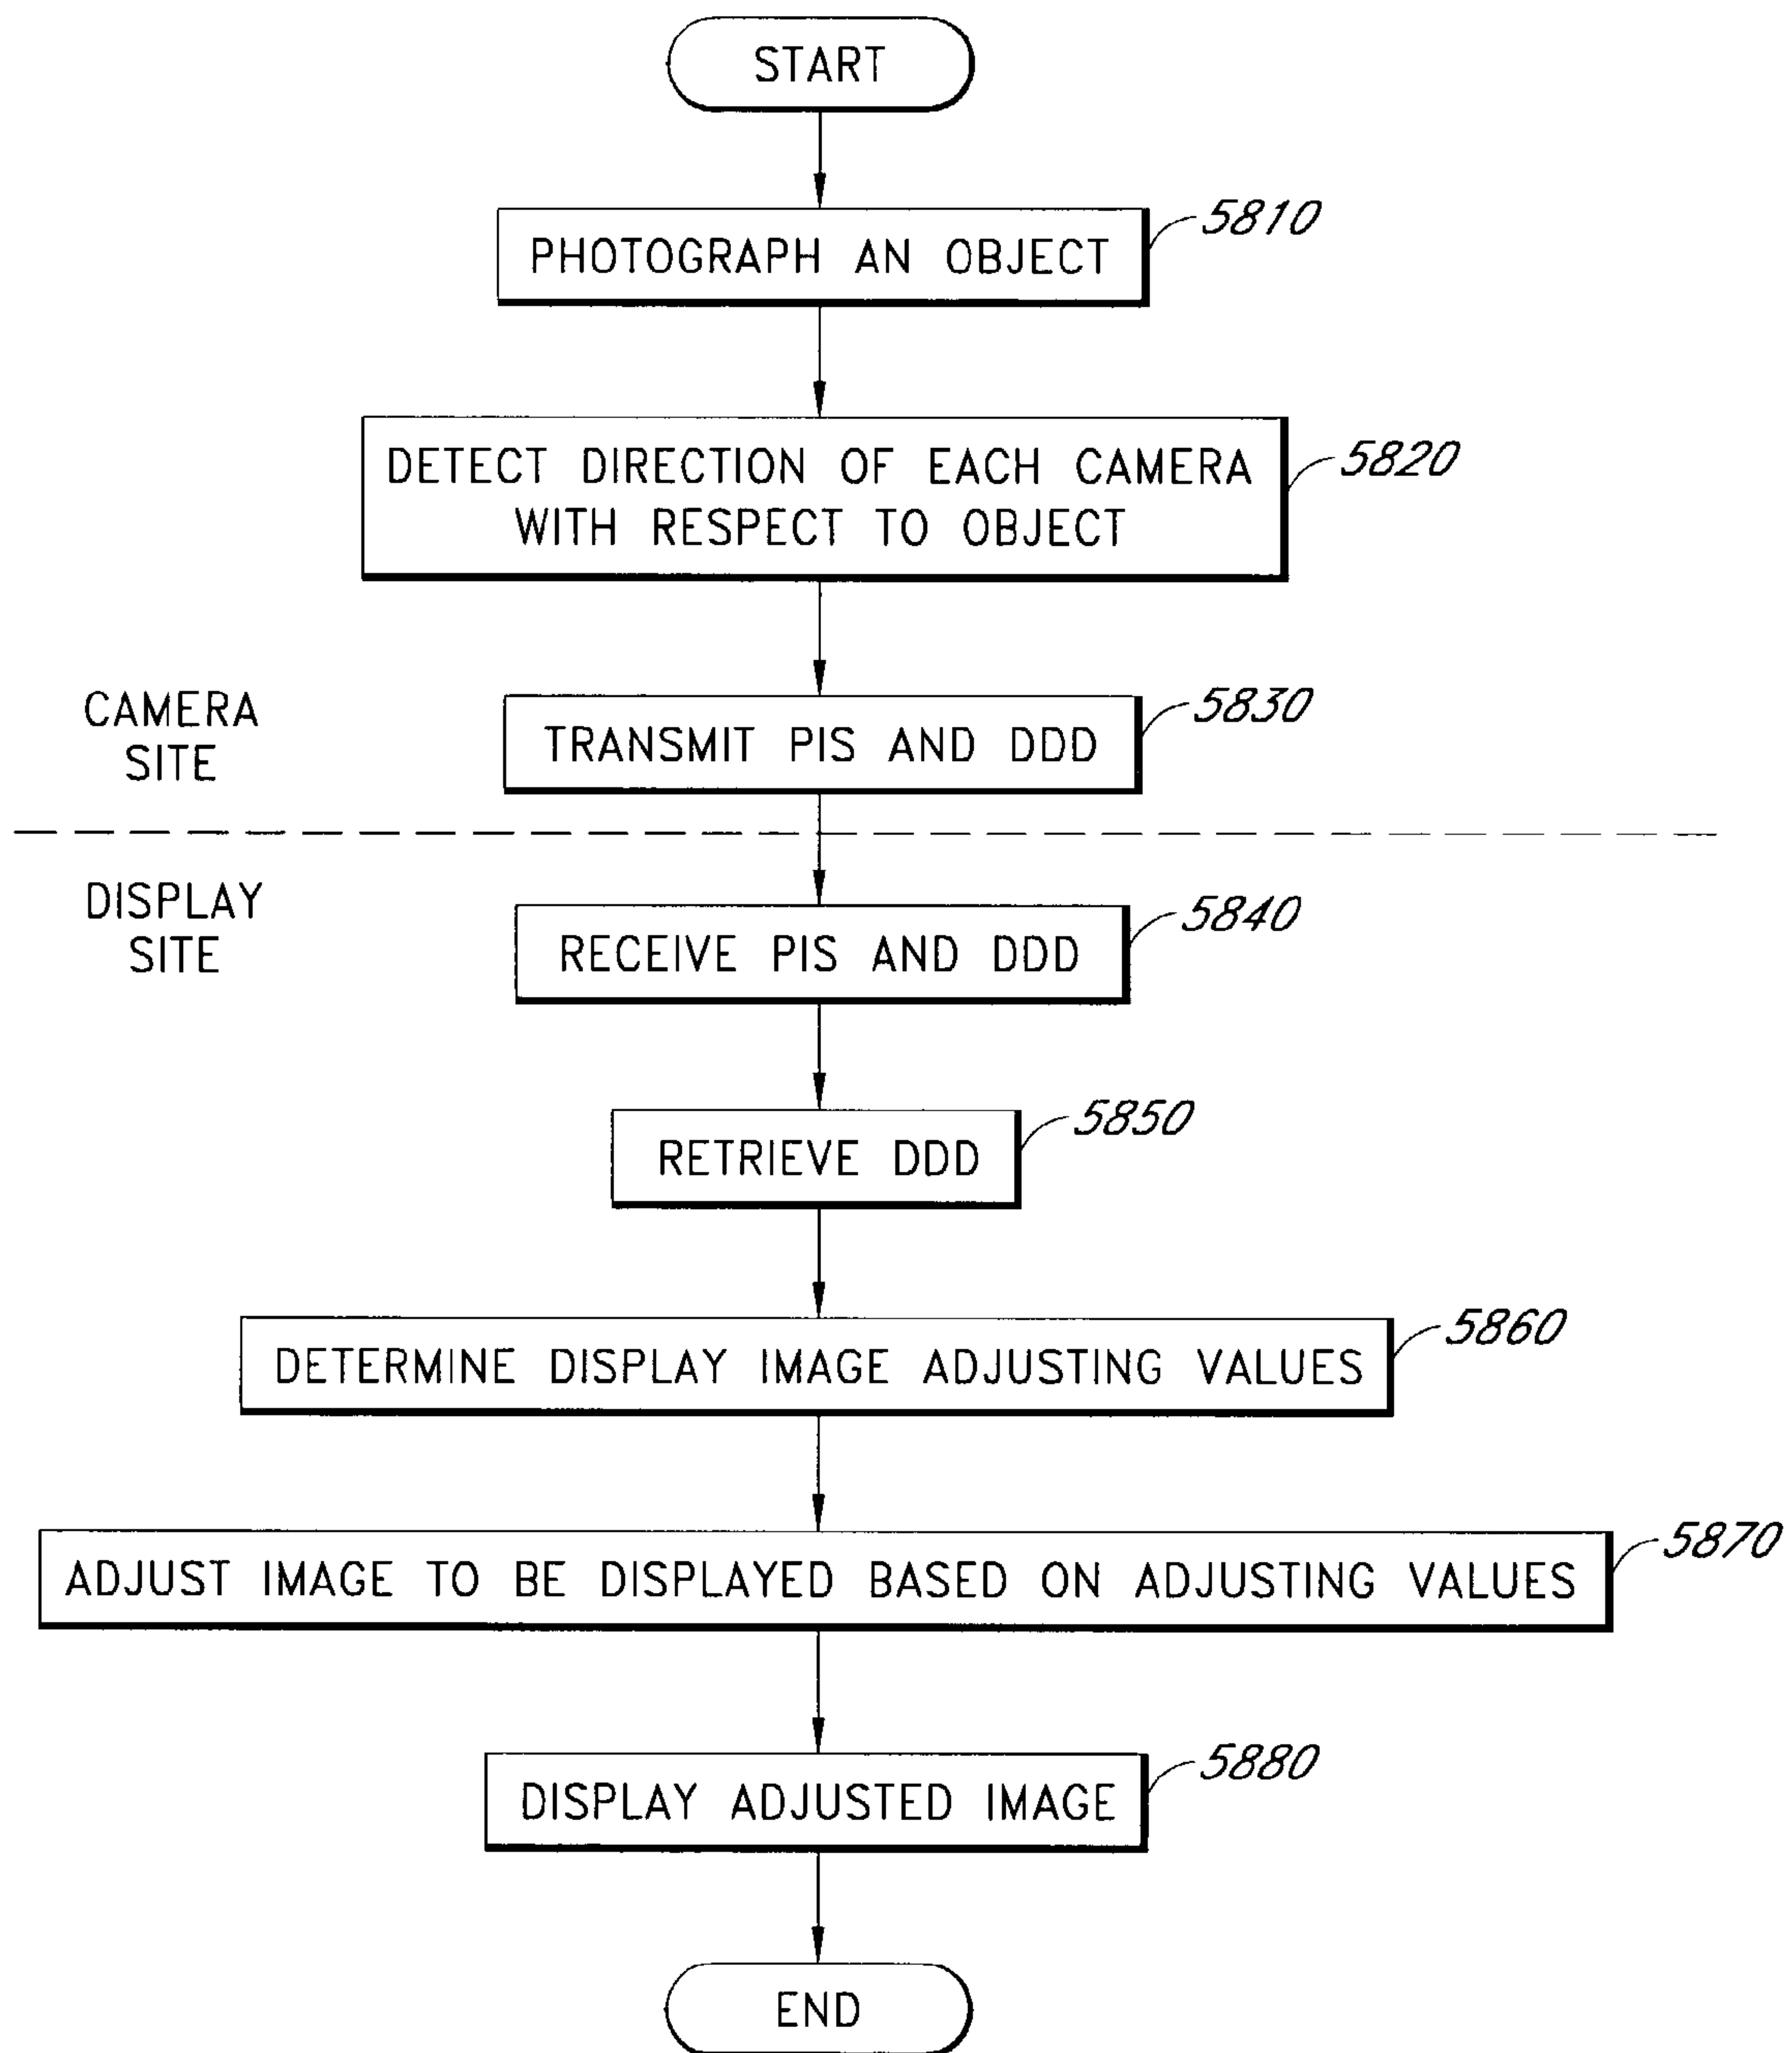 START
PHOTOGRAPH AN OBJECT
5810
DETECT DIRECTION OF EACH CAMERA
WITH RESPECT TO OBJECT
5820
CAMERA
SITE
TRANSMIT PIS AND DDD
5830
DISPLAY
SITE
RECEIVE PIS AND DDD
5840
RETRIEVE DDD
5850
DETERMINE DISPLAY IMAGE ADJUSTING VALUES
5860
ADJUST IMAGE TO BE DISPLAYED BASED ON ADJUSTING VALUES
5870
DISPLAY ADJUSTED IMAGE
5880
END